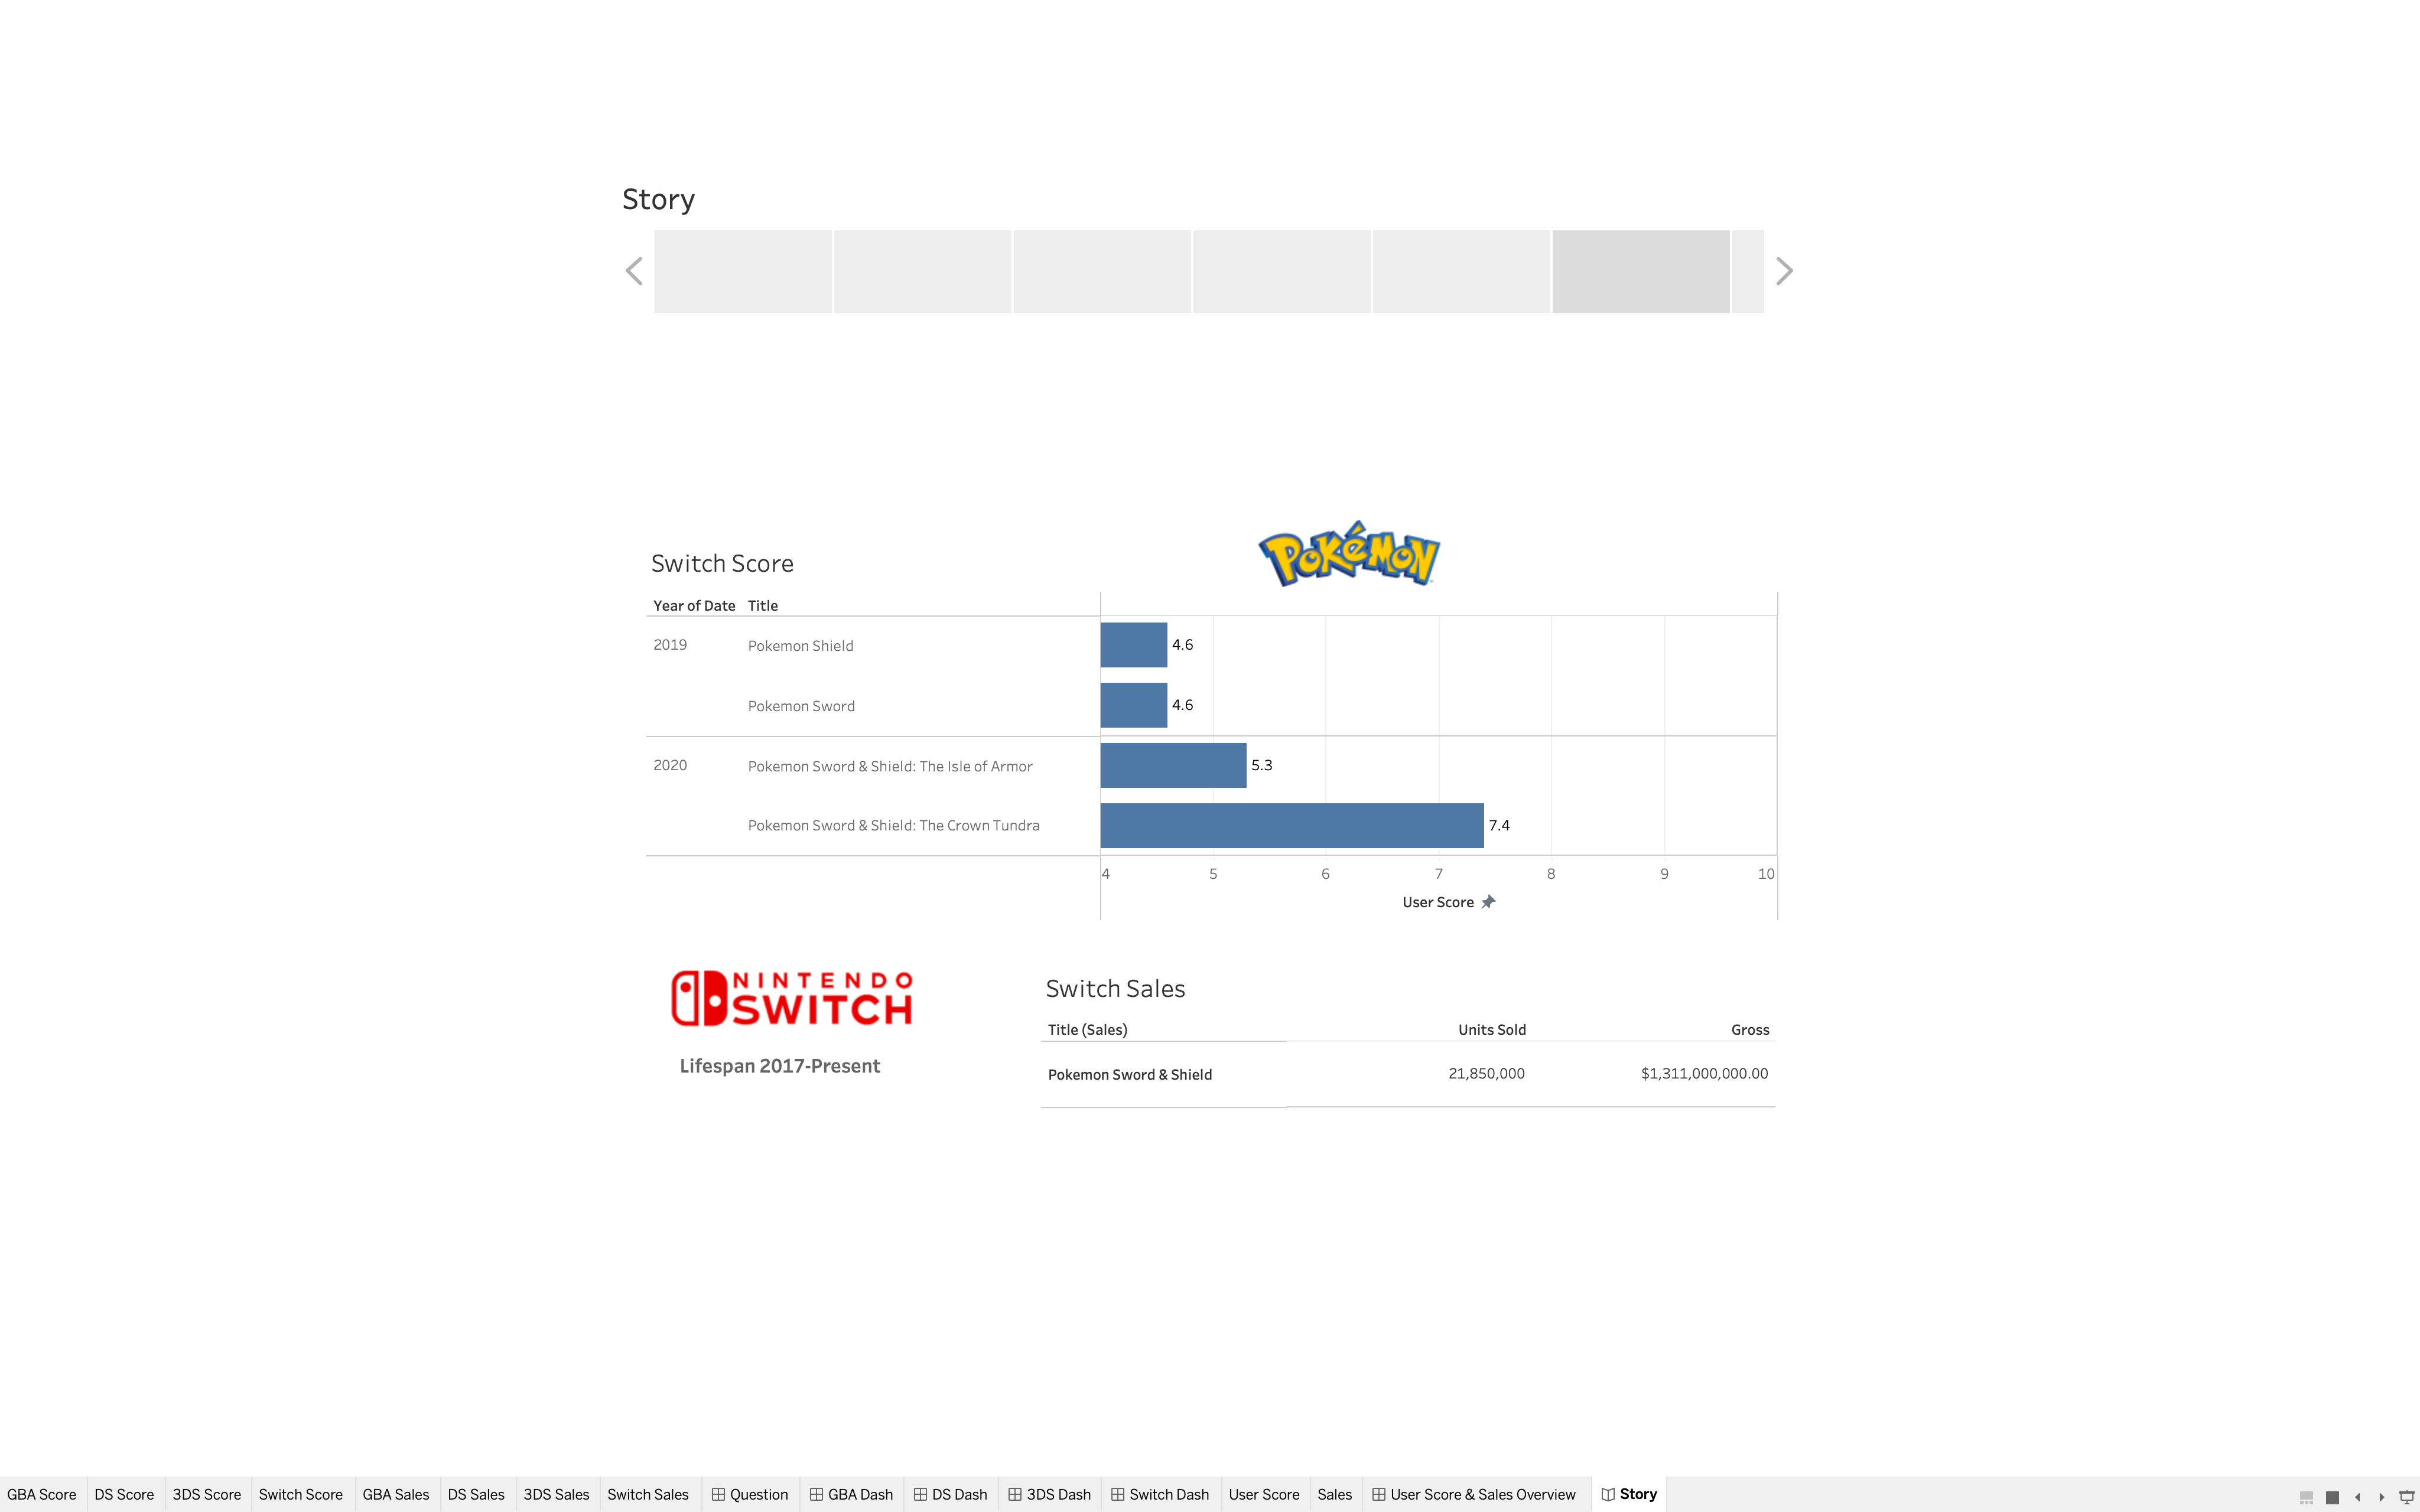 Story
POKéMON
Switch Score
Year of Date Title
2019 Pokemon Shield 4.6
Pokemon Sword 4.6
2020 Pokemon Sword & Shield: The Isle of Armor 5.3
Pokemon Sword & Shield: The Crown Tundra 7.4
4 5 6 7 8 9 10
User Score
NINTENDO
SWITCH
Lifespan 2017-Present
Switch Sales
Title (Sales) Units Sold Gross
Pokemon Sword & Shield 21,850,000 $1,311,000,000.00
GBA Score DS Score 3DS Score Switch Score GBA Sales DS Sales 3DS Sales Switch Sales Question GBA Dash DS Dash 3DS Dash Switch Dash User Score Sales User Score & Sales Overview Story